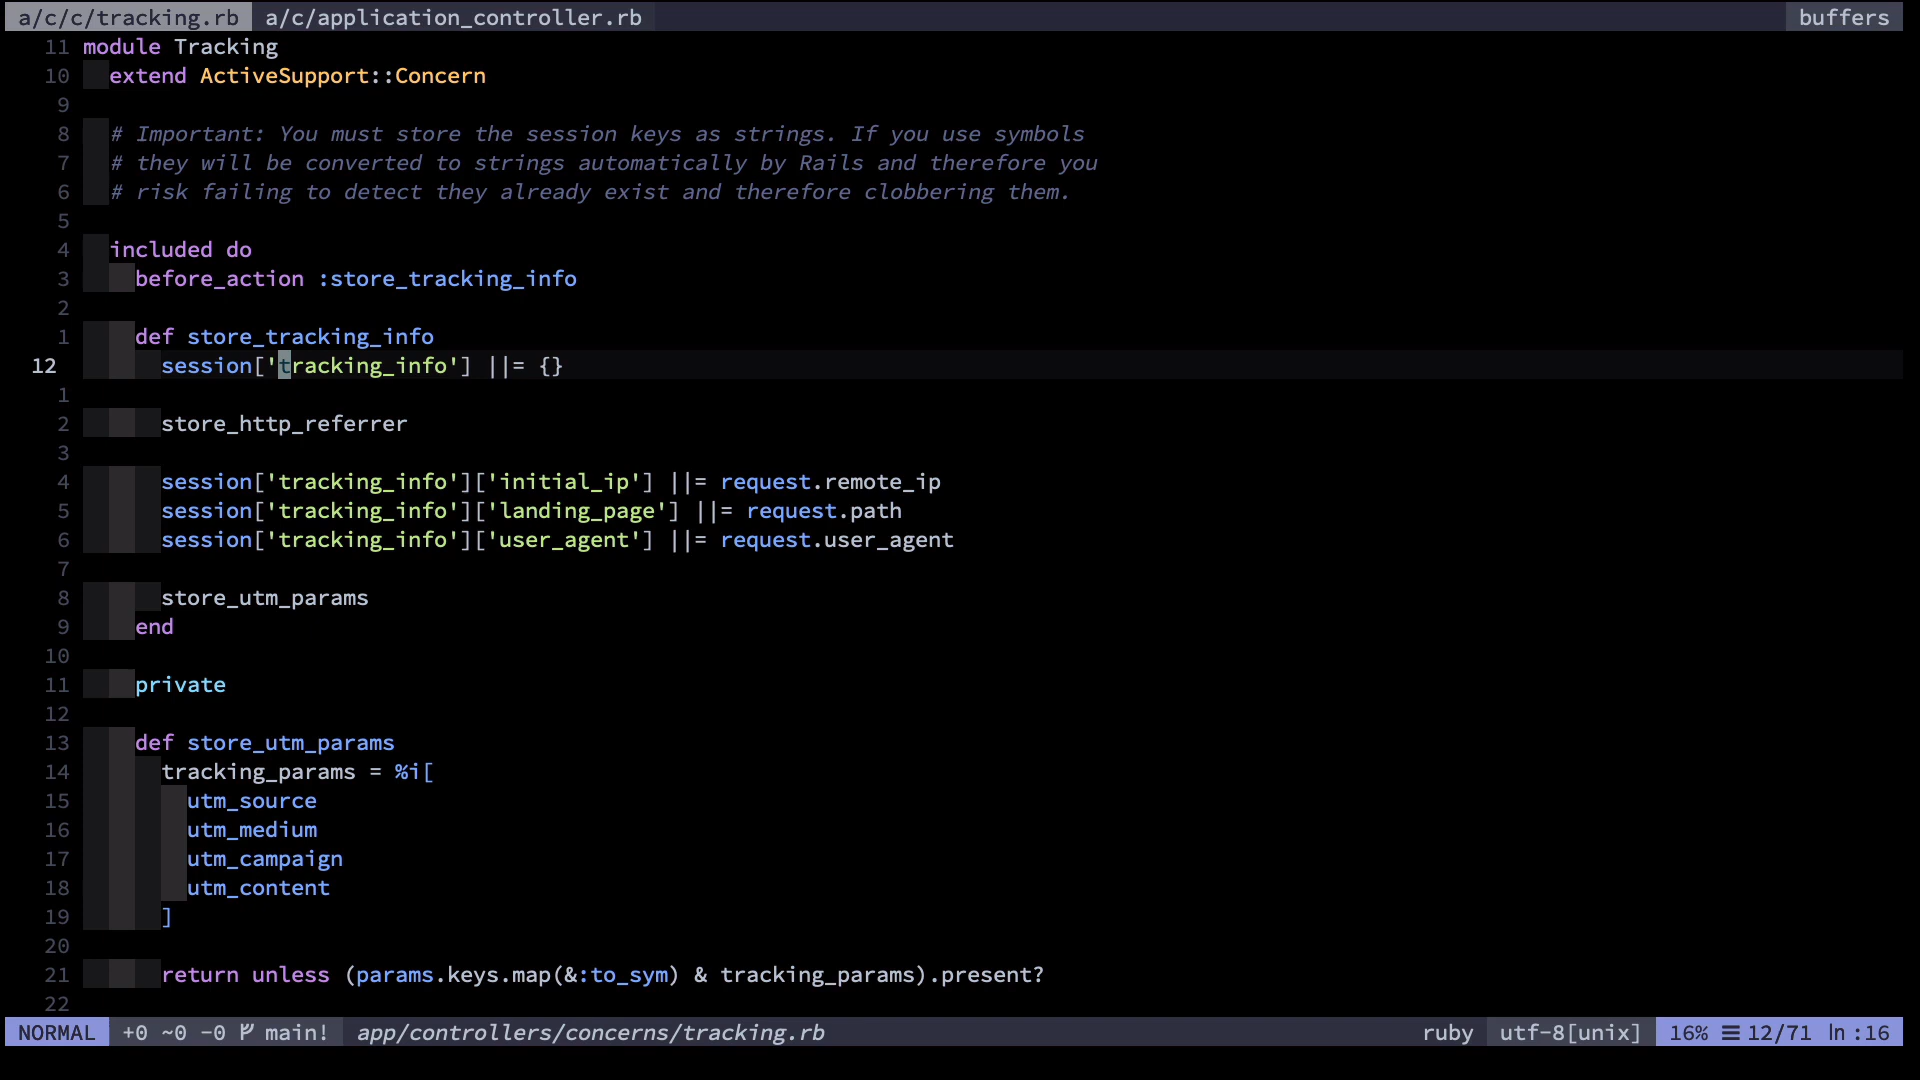 a/c/c/tracking.rb a/c/application_controller.rb buffers
11 module Tracking
10 extend ActiveSupport::Concern
9
8 # Important: You must store the session keys as strings. If you use symbols
7 # they will be converted to strings automatically by Rails and therefore you
6 # risk failing to detect they already exist and therefore clobbering them.
5
4 included do
3 before_action :store_tracking_info
2
1 def store_tracking_info
12 session['tracking_info'] ||= {}
1
2 store_http_referrer
3
4 session['tracking_info']['initial_ip'] ||= request.remote_ip
5 session['tracking_info']['landing_page'] ||= request.path
6 session['tracking_info']['user_agent'] ||= request.user_agent
7
8 store_utm_params
9 end
10
11 private
12
13 def store_utm_params
14 tracking_params = %i[
15 utm_source
16 utm_medium
17 utm_campaign
18 utm_content
19 ]
20
21 return unless (params.keys.map(&:to_sym) & tracking_params).present?
22
NORMAL +0 ~0 -0 main! app/controllers/concerns/tracking.rb ruby utf-8[unix] 16% ☰ 12/71 ln :16